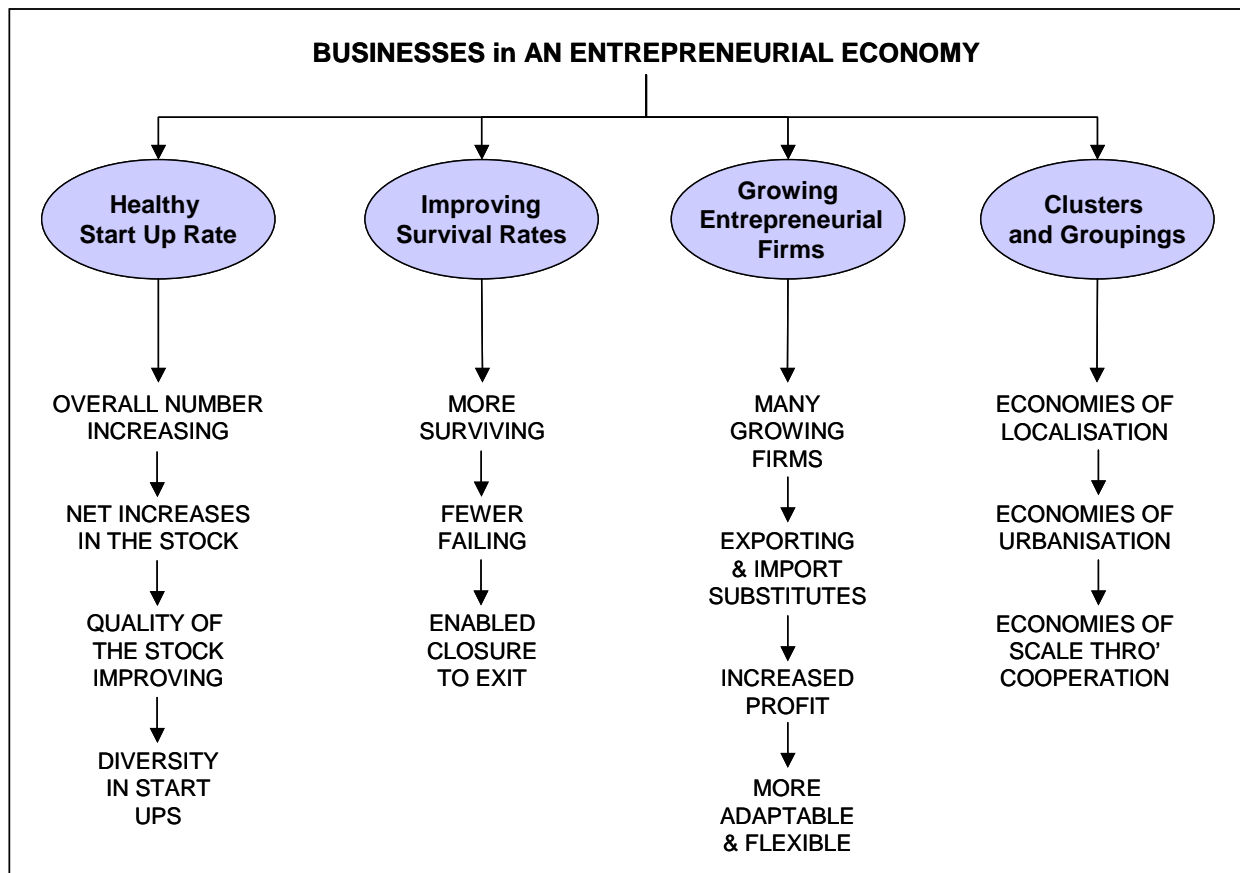 BUSINESSES in AN ENTREPRENEURIAL ECONOMY
Healthy
Start Up Rate
OVERALL NUMBER
INCREASING
NET INCREASES
IN THE STOCK
QUALITY OF
THE STOCK
IMPROVING
DIVERSITY
IN START
UPS
Improving
Survival Rates
MORE
SURVIVING
FEWER
FAILING
ENABLED
CLOSURE
TO EXIT
Growing
Entrepreneurial
Firms
MANY
GROWING
FIRMS
EXPORTING
& IMPORT
SUBSTITUTES
INCREASED
PROFIT
MORE
ADAPTABLE
& FLEXIBLE
Clusters
and Groupings
ECONOMIES OF
LOCALISATION
ECONOMIES OF
URBANISATION
ECONOMIES OF
SCALE THRO'
COOPERATION